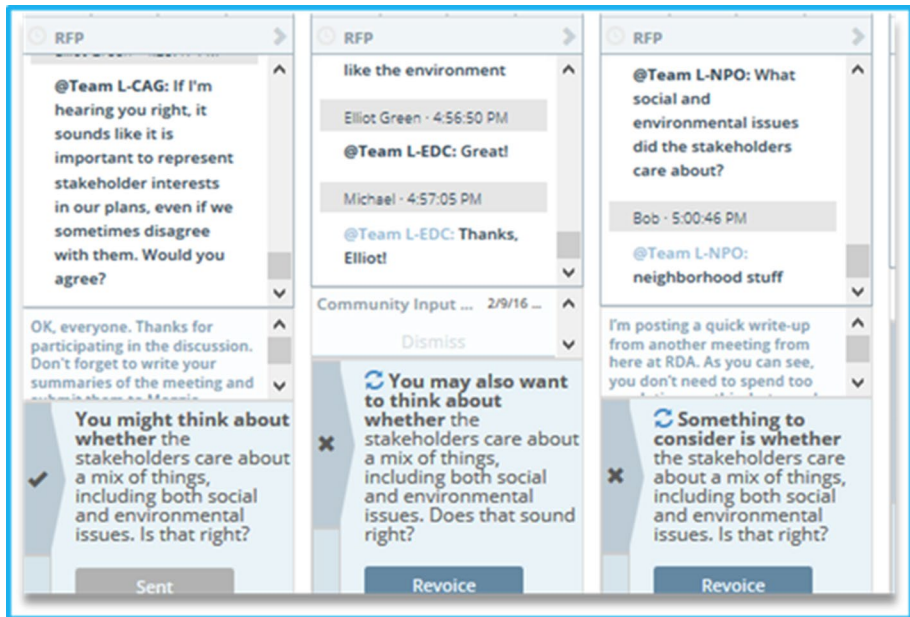 RFP
@Team L-CAG: If I'm
hearing you right, it
sounds like it is
important to represent
stakeholder interests
in our plans, even if we
sometimes disagree
with them. Would you
agree?
OK, everyone. Thanks for
participating in the discussion.
Don't forget to write your
summaries of the meeting and
You might think about
whether the
stakeholders care about
a mix of things,
including both social
and environmental
issues. Is that right?
Sent
RFP
like the environment
Elliot Green - 4:56:50 PM
@Team L-EDC: Great!
Michael - 4:57:05 PM
@Team L-EDC: Thanks,
Elliot!
Community Input ... 2/9/16 ...
Dismiss
You may also want
to think about
whether the
stakeholders care about
a mix of things,
including both social
and environmental
issues. Does that sound
right?
Revoice
RFP
@Team L-NPO: What
social and
environmental issues
did the stakeholders
care about?
Bob - 5:00:46 PM
@Team L-NPO:
neighborhood stuff
I'm posting a quick write-up
from another meeting from
here at RDA. As you can see,
you don't need to spend too
Something to
consider is whether
the stakeholders care
about a mix of things,
including both social
and environmental
issues. Is that right?
Revoice